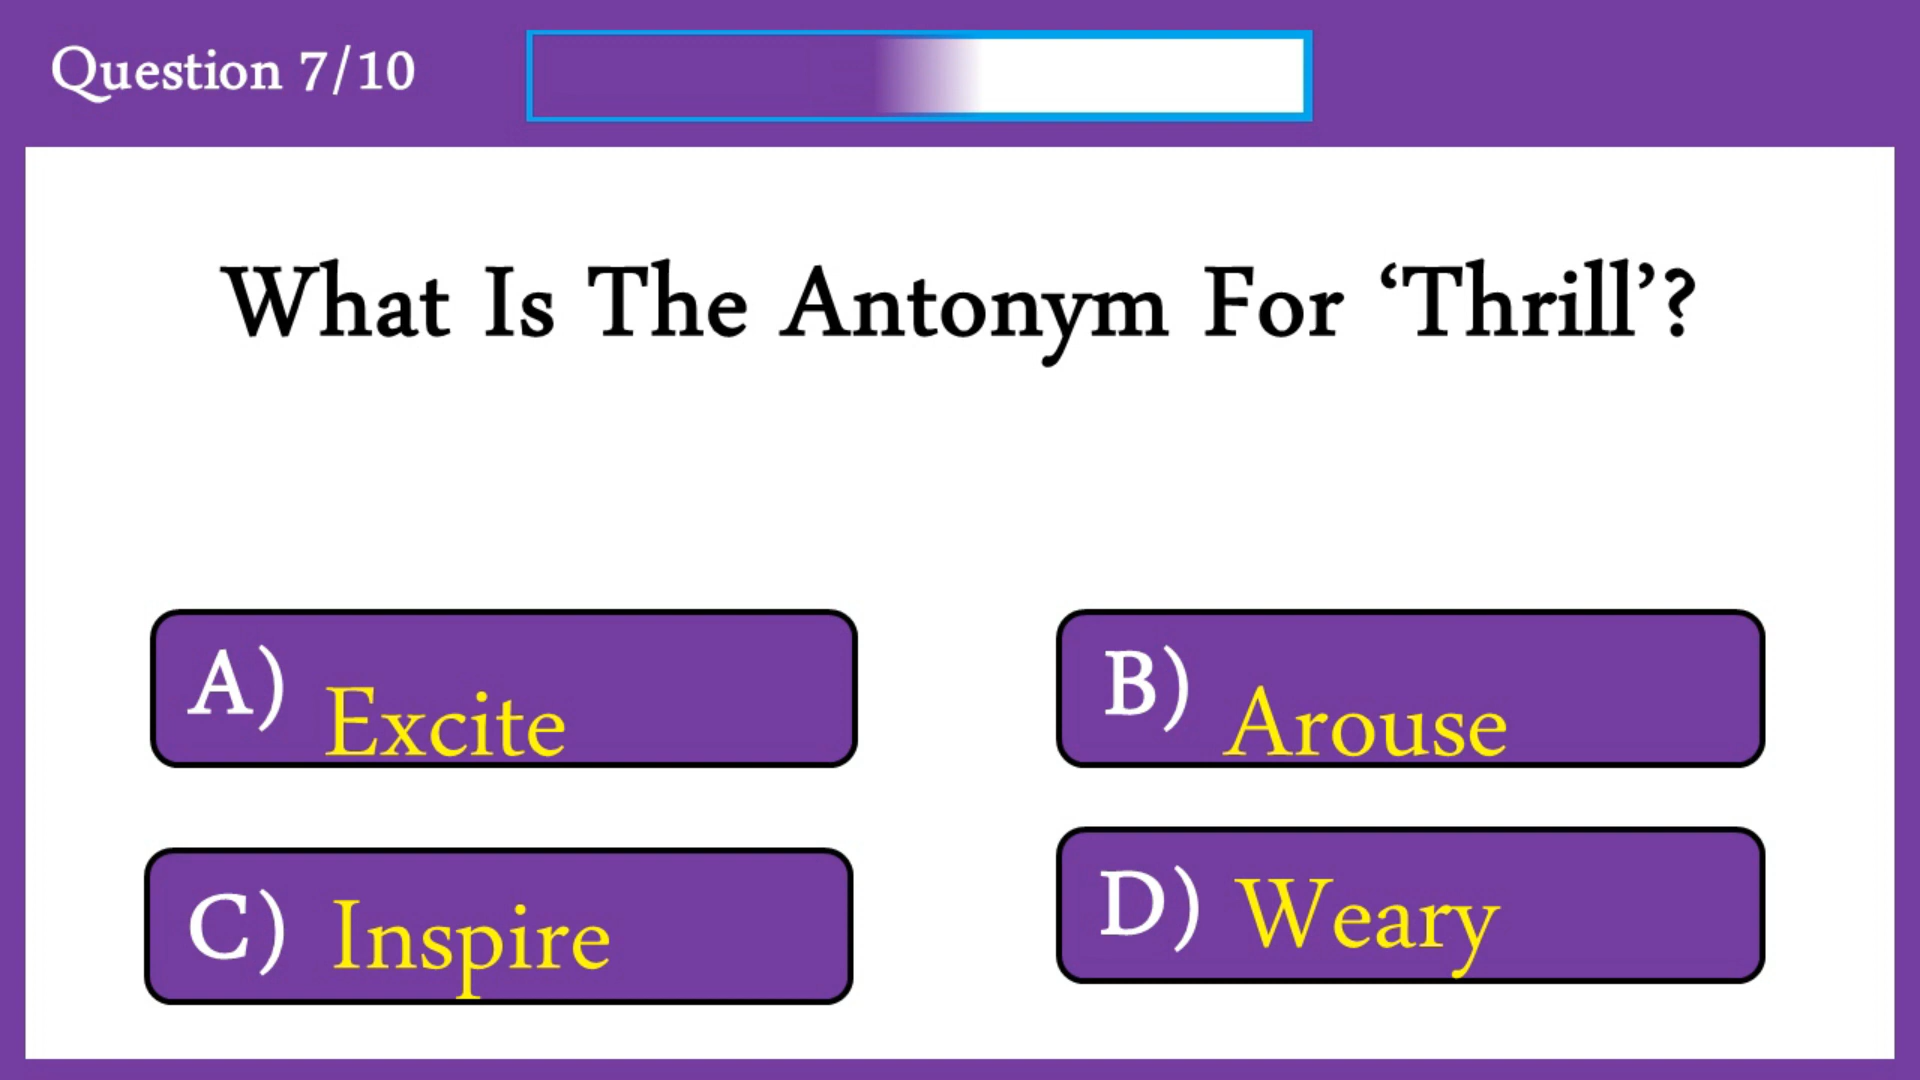 Question 7/10
What Is The Antonym For ‘Thrill’?
A) Excite
B) Arouse
C) Inspire
D) Weary